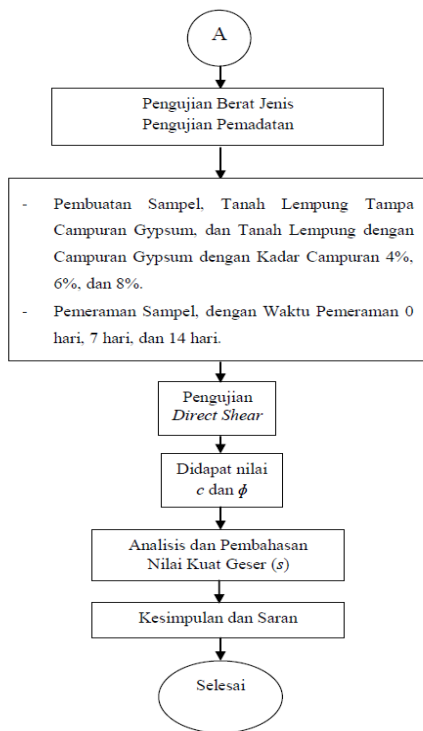 A
Pengujian Berat Jenis
Pengujian Pemadatan
- Pembuatan Sampel, Tanah Lempung Tampa
Campuran Gypsum, dan Tanah Lempung dengan
Campuran Gypsum dengan Kadar Campuran 4%,
6%, dan 8%.
- Pemeraman Sampel, dengan Waktu Pemeraman 0
hari, 7 hari, dan 14 hari.
Pengujian
Direct Shear
Didapat nilai
c dan ϕ
Analisis dan Pembahasan
Nilai Kuat Geser (s)
Kesimpulan dan Saran
Selesai